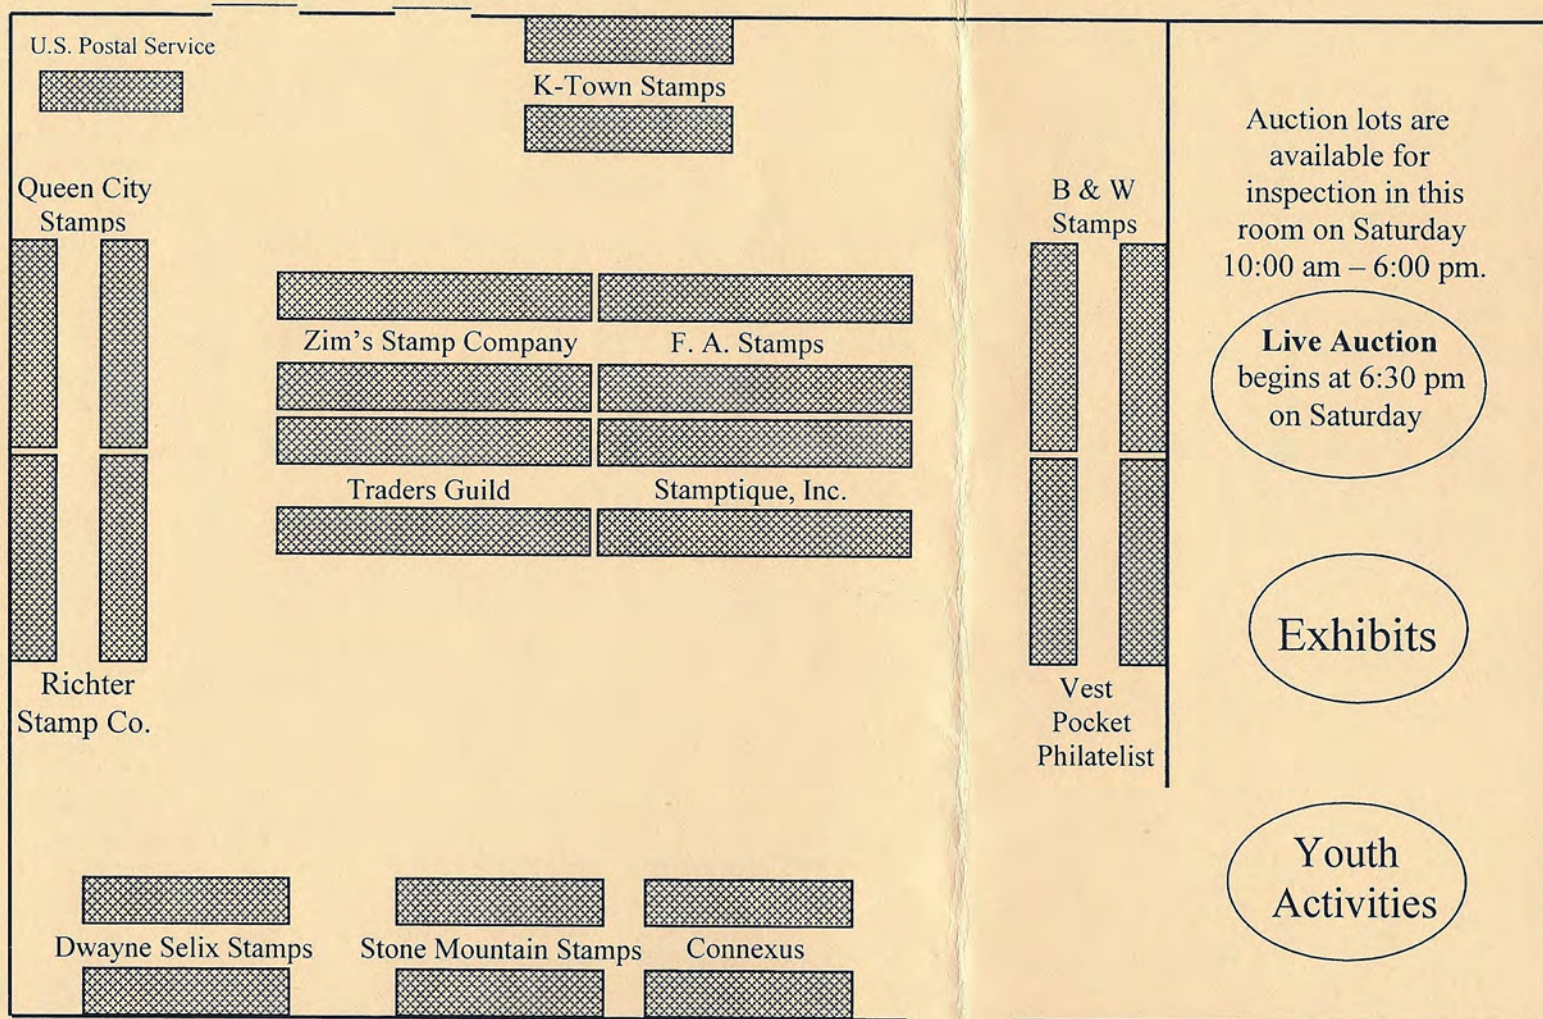 U.S. Postal Service
K-Town Stamps
Queen City
Stamps
Zim's Stamp Company
F. A. Stamps
Traders Guild
Stamptique, Inc.
Richter
Stamp Co.
Dwayne Selix Stamps
Stone Mountain Stamps
Connexus
B & W
Stamps
Vest
Pocket
Philatelist
Auction lots are
available for
inspection in this
room on Saturday
10:00 am – 6:00 pm.
Live Auction
begins at 6:30 pm
on Saturday
Exhibits
Youth
Activities